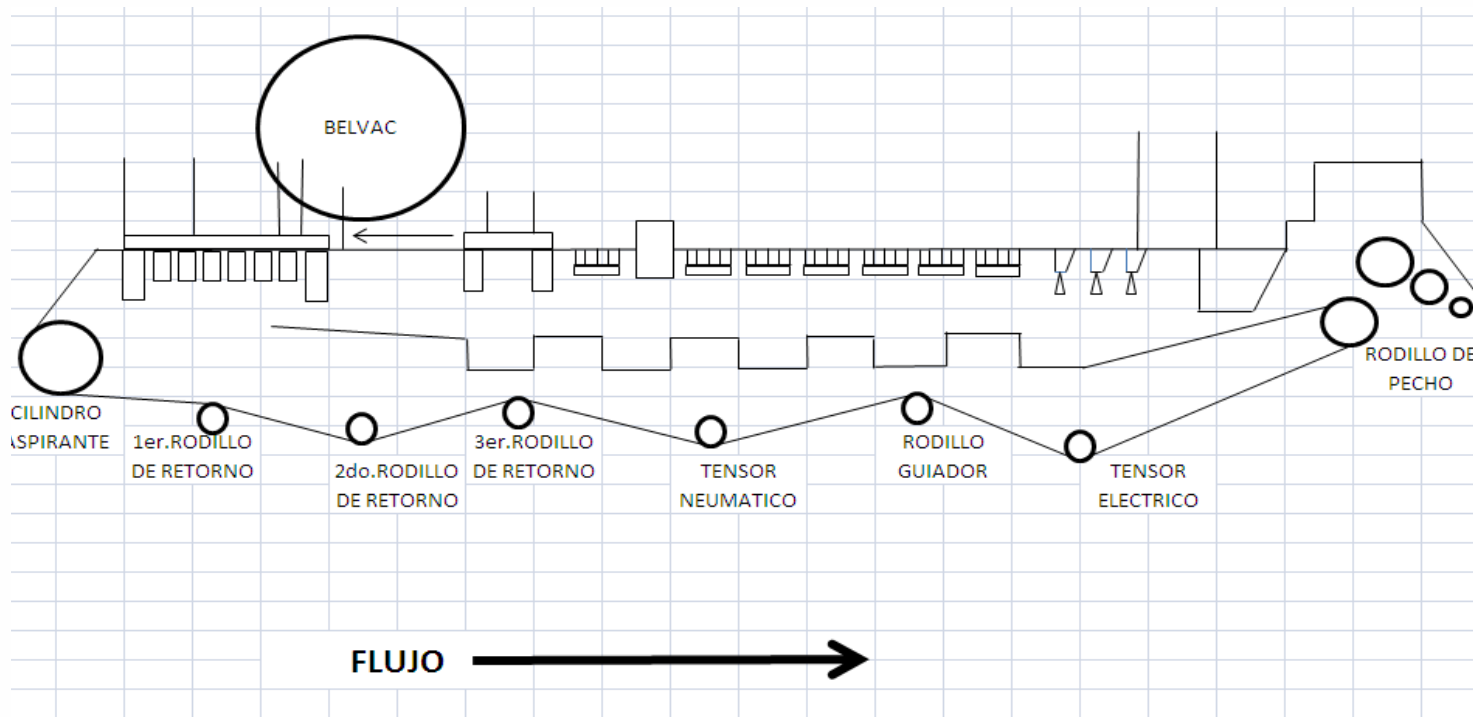 BELVAC
RODILLO DE
PECHO
CILINDRO
ASPIRANTE
1er.RODILLO
DE RETORNO
2do.RODILLO
DE RETORNO
3er.RODILLO
DE RETORNO
TENSOR
NEUMATICO
RODILLO
GUIADOR
TENSOR
ELECTRICO
FLUJO